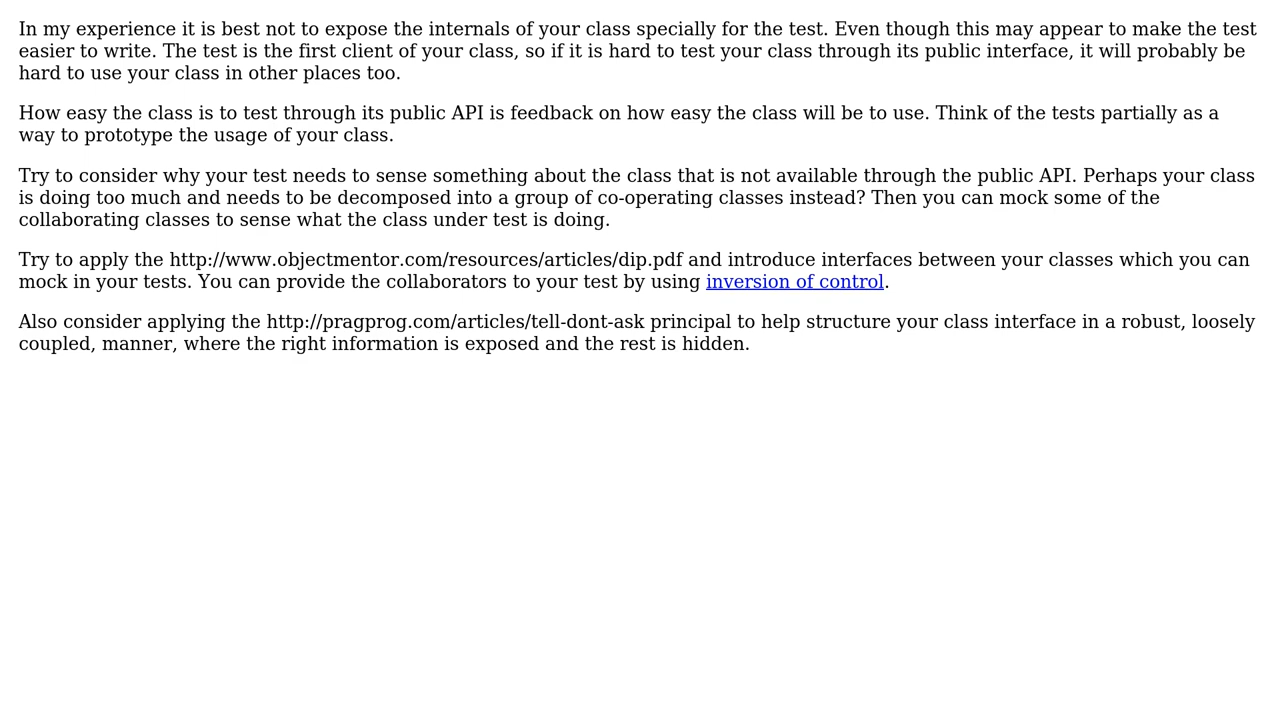 In my experience it is best not to expose the internals of your class specially for the test. Even though this may appear to make the test
easier to write. The test is the first client of your class, so if it is hard to test your class through its public interface, it will probably be
hard to use your class in other places too.
How easy the class is to test through its public API is feedback on how easy the class will be to use. Think of the tests partially as a
way to prototype the usage of your class.
Try to consider why your test needs to sense something about the class that is not available through the public API. Perhaps your class
is doing too much and needs to be decomposed into a group of co-operating classes instead? Then you can mock some of the
collaborating classes to sense what the class under test is doing.
Try to apply the http://www.objectmentor.com/resources/articles/dip.pdf and introduce interfaces between your classes which you can
mock in your tests. You can provide the collaborators to your test by using inversion of control.
Also consider applying the http://pragprog.com/articles/tell-dont-ask principal to help structure your class interface in a robust, loosely
coupled, manner, where the right information is exposed and the rest is hidden.